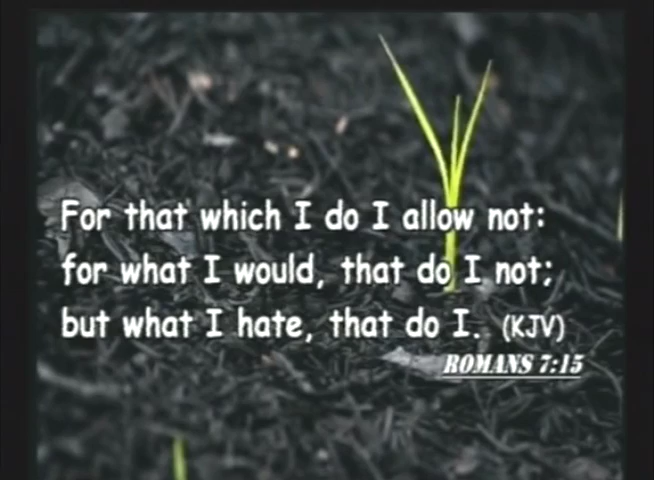 For that which I do I allow not:
for what I would, that do I not;
but what I hate, that do I. (KJV)
ROMANS 7:15